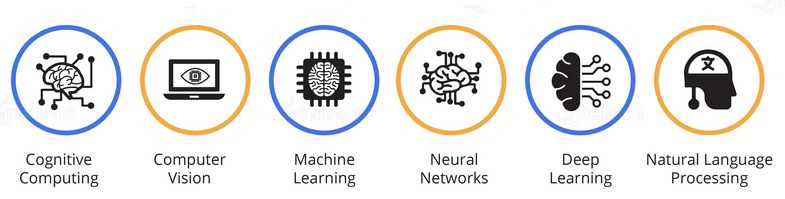 文
Cognitive
Computing
Computer
Vision
Machine
Learning
Neural
Networks
Deep
Learning
Natural Language
Processing